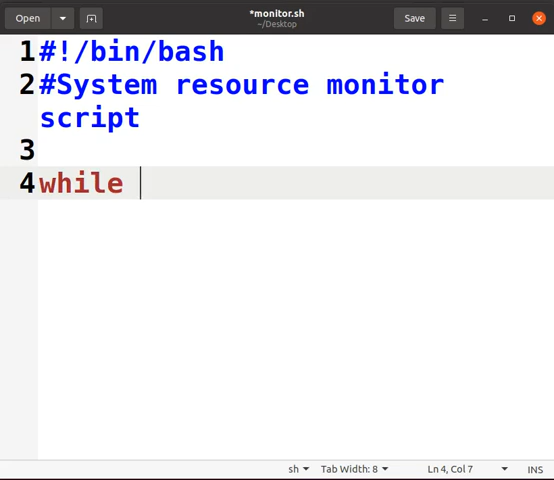 Open
*monitor.sh
~/Desktop
Save
1 #!/bin/bash
2 #System resource monitor
script
3
4 while
sh
Tab Width: 8
Ln 4, Col 7
INS